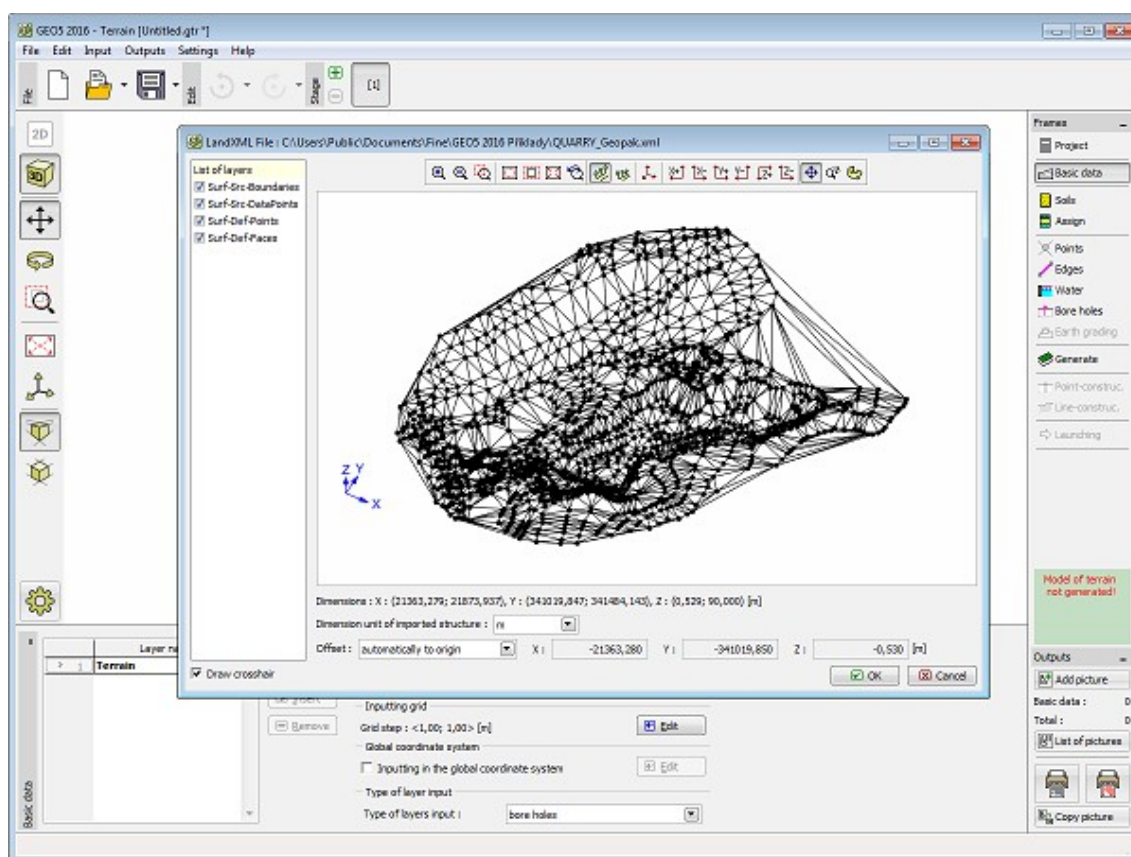 GEO5 2016 - Terrain [Untitled.gtr *]
File Edit Input Outputs Settings Help
File
Edit
Stage
[1]
2D
3D
LandXML File : C:\Users\Public\Documents\Fine\GEO5 2016 Příklady\QUARRY_Geopak.xml
List of layers
Surf-Src-Boundaries
Surf-Src-DataPoints
Surf-Def-Points
Surf-Def-Faces
Z Y
X
Dimensions : X : (21363,279; 21873,937), Y : (341019,847; 341484,143), Z : (0,529; 90,000) [m]
Dimension unit of imported structure : m
Offset : automatically to origin X : -21363,280 Y : -341019,850 Z : -0,530 [m]
Draw crosshair
OK Cancel
Frames
Project
Basic data
Soils
Assign
Points
Edges
Water
Bore holes
Earth grading
Generate
Point-construc.
Line-construc.
Launching
Model of terrain
not generated!
Outputs
Add picture
Basic data : 0
Total : 0
List of pictures
Copy picture
Basic data
Layer
1 Terrain
Remove
Inputting grid
Grid step : <1,00; 1,00> [m] Edit
Global coordinate system
Inputting in the global coordinate system Edit
Type of layer input
Type of layers input : bore holes